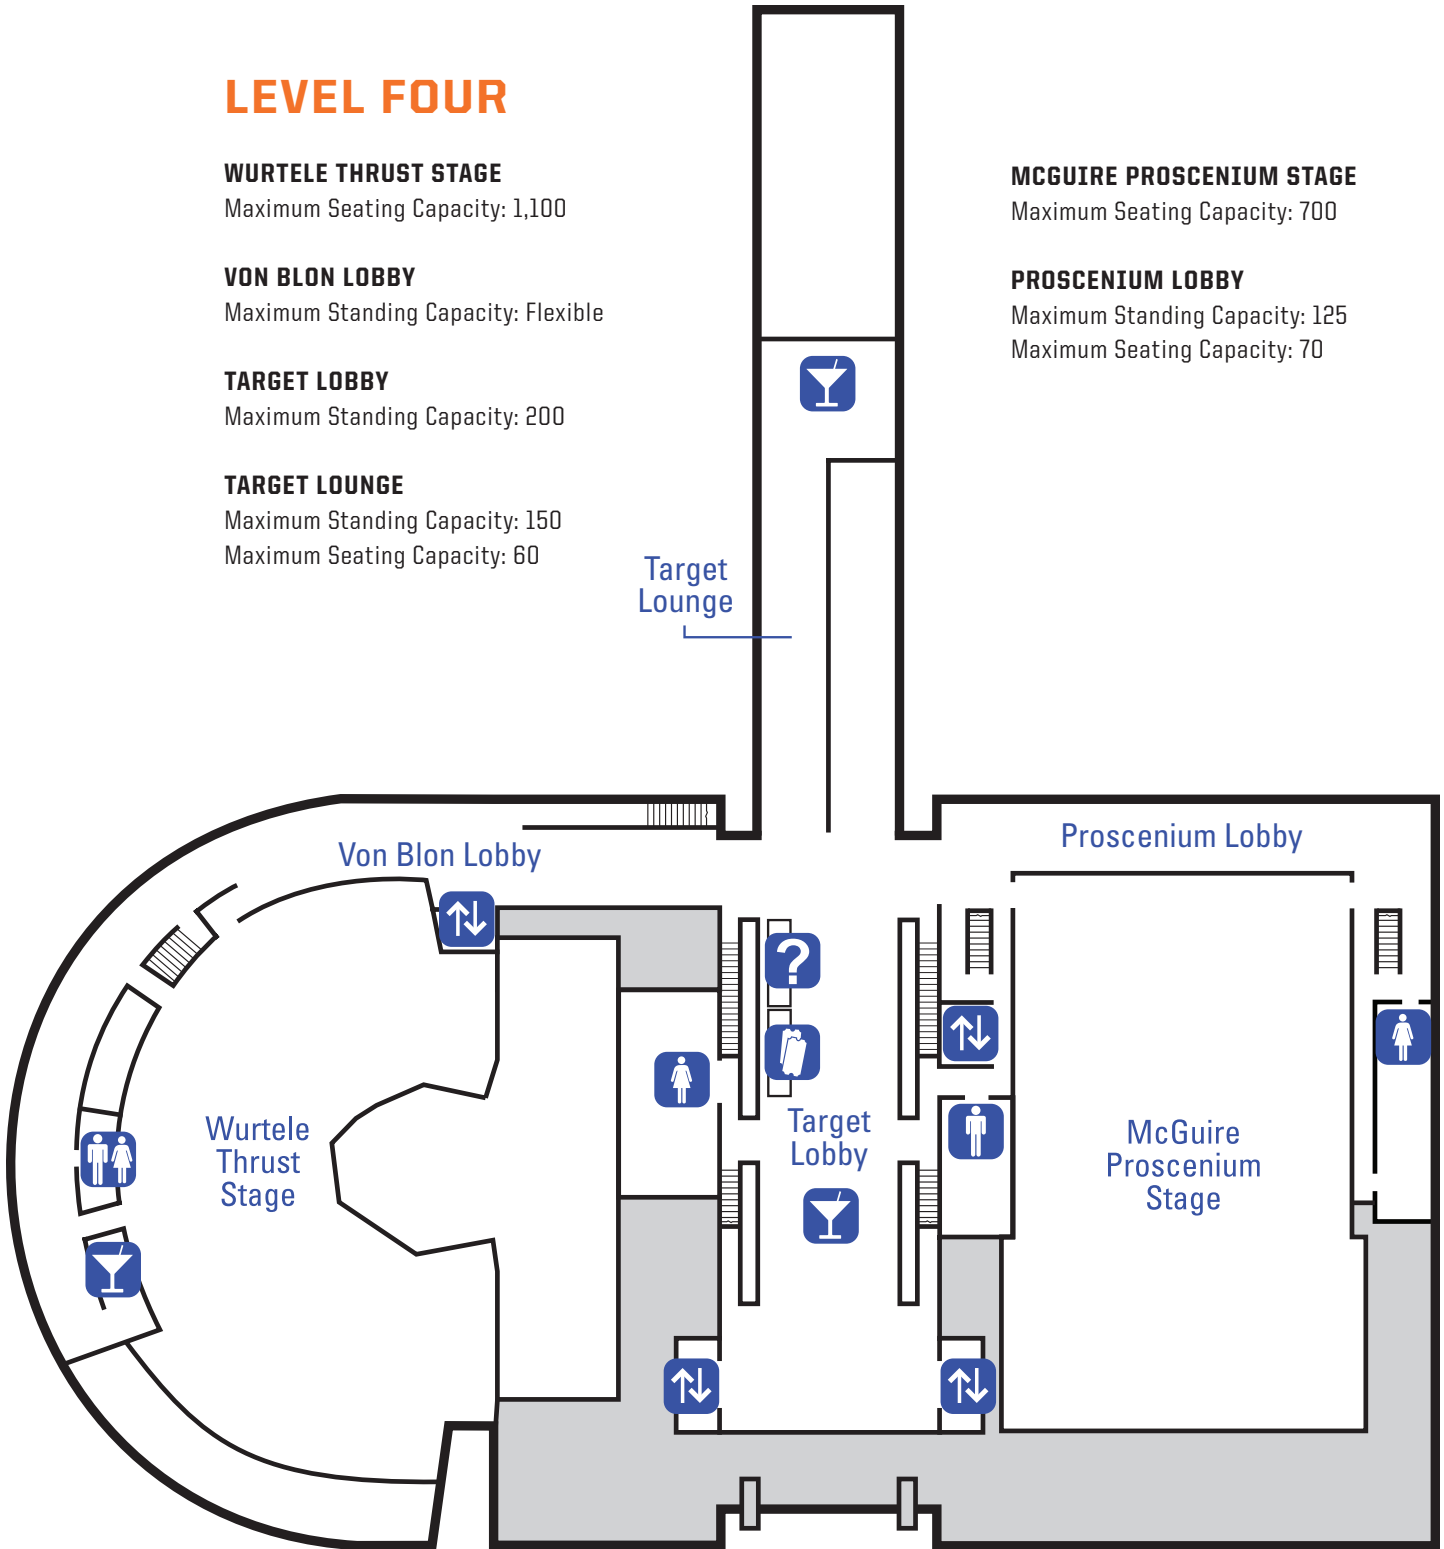 LEVEL FOUR
WURTELE THRUST STAGE
Maximum Seating Capacity: 1,100
VON BLON LOBBY
Maximum Standing Capacity: Flexible
TARGET LOBBY
Maximum Standing Capacity: 200
TARGET LOUNGE
Maximum Standing Capacity: 150
Maximum Seating Capacity: 60
MCGUIRE PROSCENIUM STAGE
Maximum Seating Capacity: 700
PROSCENIUM LOBBY
Maximum Standing Capacity: 125
Maximum Seating Capacity: 70
Target
Lounge
Von Blon Lobby
Proscenium Lobby
?
Wurtele
Thrust
Stage
Target
Lobby
McGuire
Proscenium
Stage